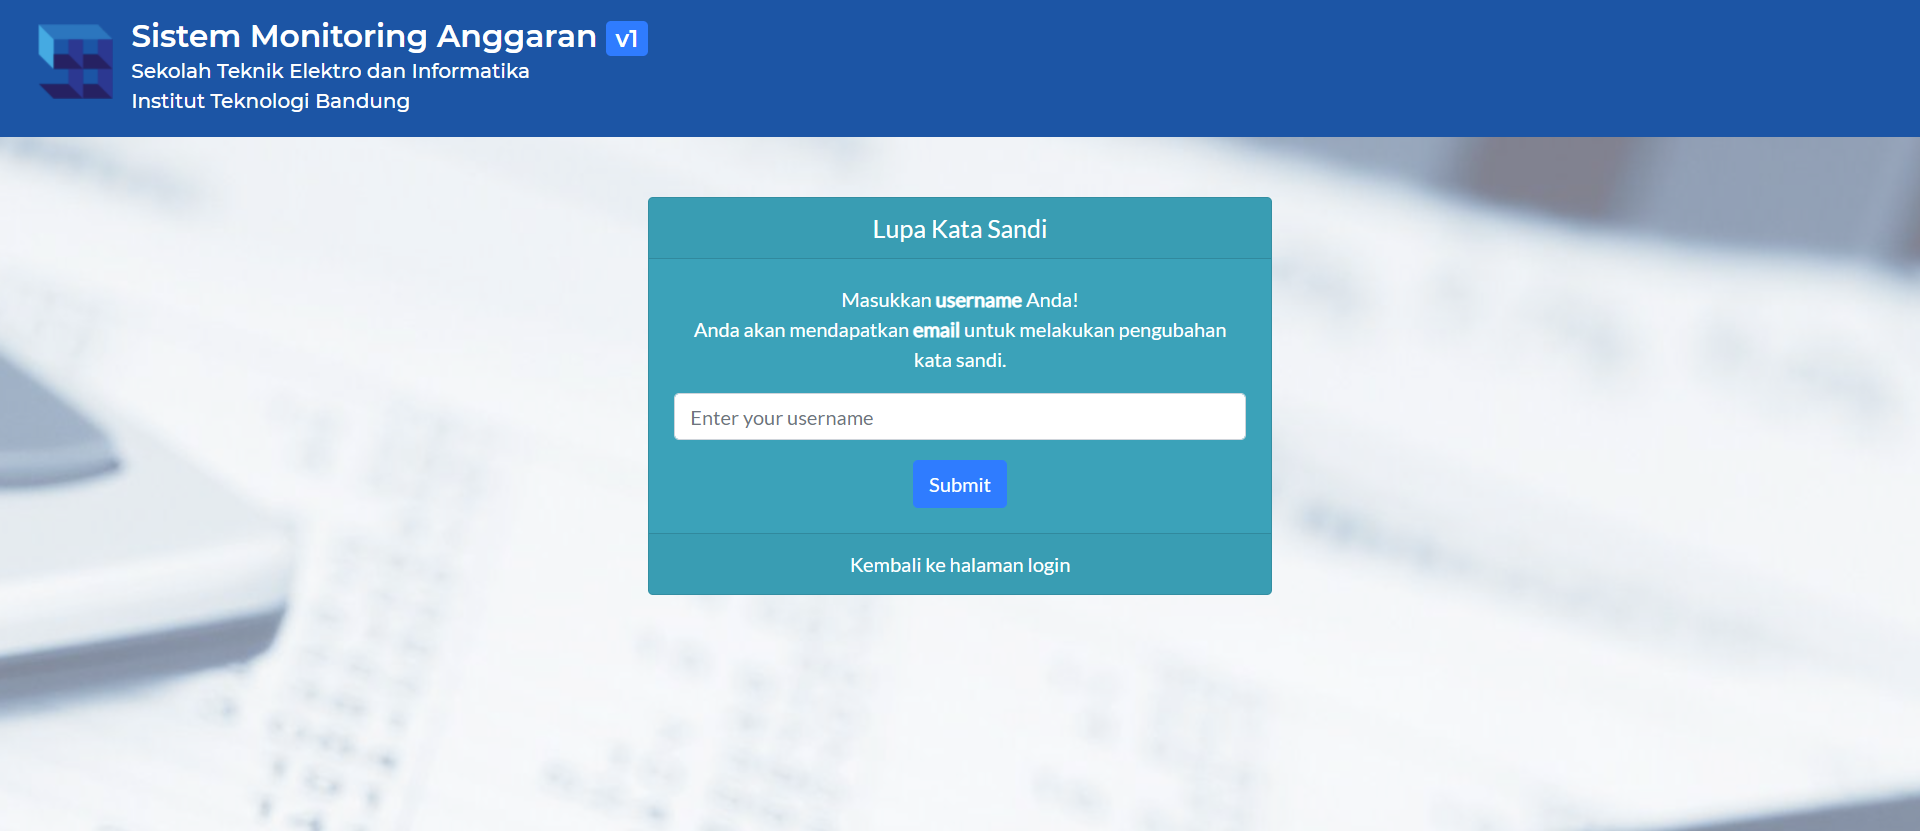 Sistem Monitoring Anggaran v1
Sekolah Teknik Elektro dan Informatika
Institut Teknologi Bandung
Lupa Kata Sandi
Masukkan username Anda!
Anda akan mendapatkan email untuk melakukan pengubahan
kata sandi.
Enter your username
Submit
Kembali ke halaman login